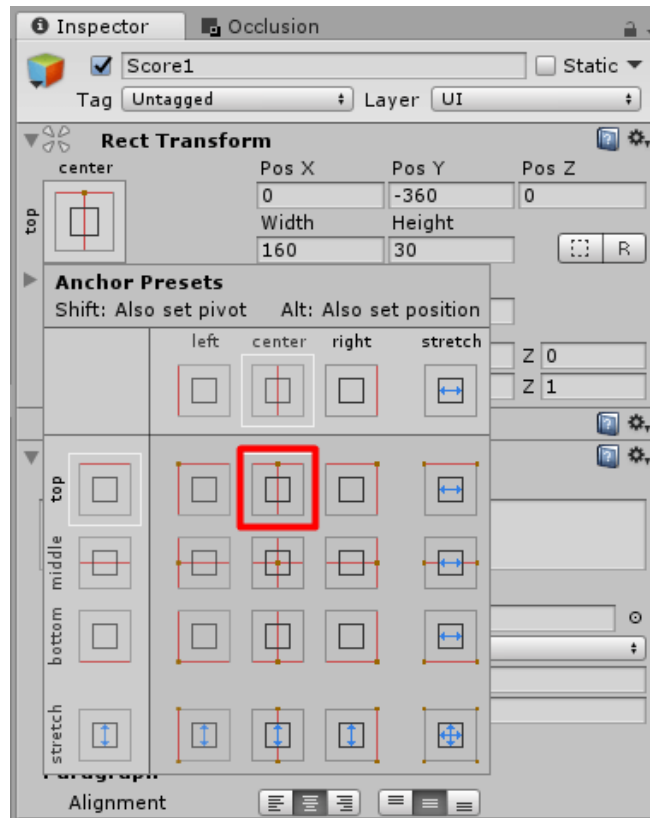 Inspector Occlusion
Score1 Static
Tag Untagged Layer UI
Rect Transform
center Pos X Pos Y Pos Z
top
0 -360 0
Width Height
160 30 R
Anchor Presets
Shift: Also set pivot Alt: Also set position
left center right stretch
Z 0
Z 1
top
middle
bottom
stretch
Paragraph
Alignment